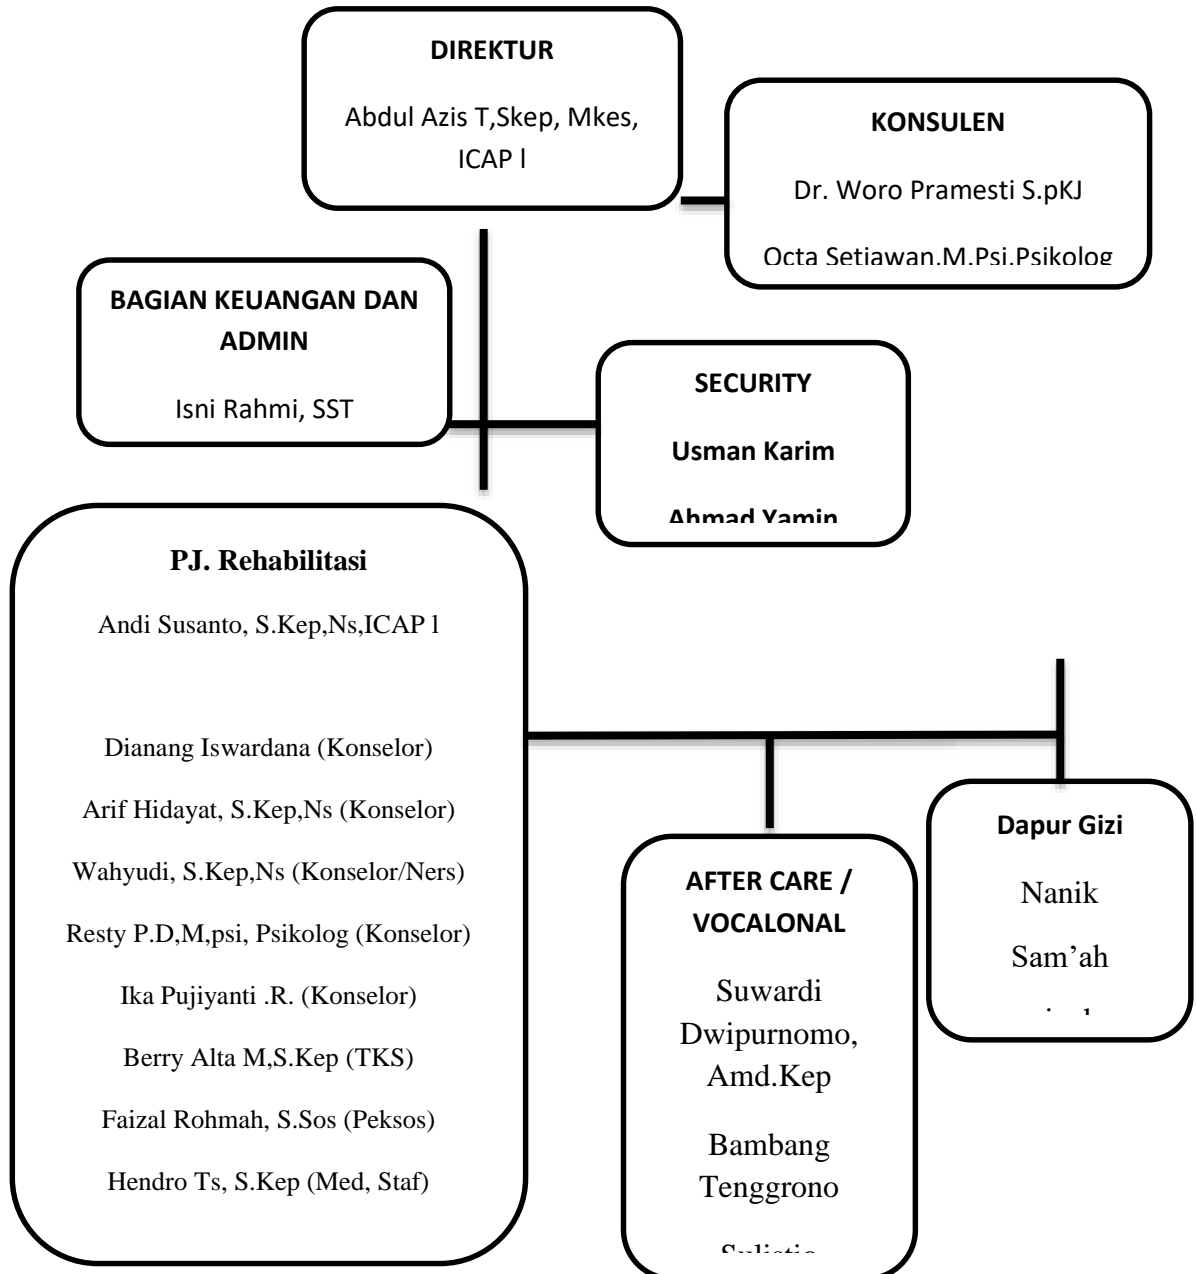 DIREKTUR
Abdul Azis T,Skep, Mkes,
ICAP l
KONSULEN
Dr. Woro Pramesti S.pKJ
Octa Setiawan,M.Psi,Psikolog
BAGIAN KEUANGAN DAN
ADMIN
Isni Rahmi, SST
SECURITY
Usman Karim
Ahmad Yamin
PJ. Rehabilitasi
Andi Susanto, S.Kep,Ns,ICAP l
Dianang Iswardana (Konselor)
Arif Hidayat, S.Kep,Ns (Konselor)
Wahyudi, S.Kep,Ns (Konselor/Ners)
Resty P.D,M,psi, Psikolog (Konselor)
Ika Pujiyanti .R. (Konselor)
Berry Alta M,S.Kep (TKS)
Faizal Rohmah, S.Sos (Peksos)
Hendro Ts, S.Kep (Med, Staf)
AFTER CARE /
VOCALONAL
Suwardi
Dwipurnomo,
Amd.Kep
Bambang
Tenggrono
Dapur Gizi
Nanik
Sam’ah